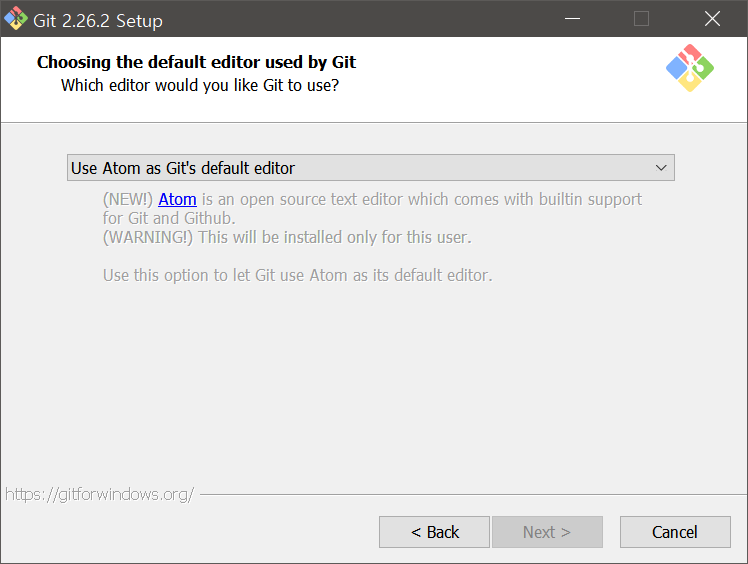 Git 2.26.2 Setup
Choosing the default editor used by Git
Which editor would you like Git to use?
Use Atom as Git's default editor
(NEW!) Atom is an open source text editor which comes with builtin support
for Git and Github.
(WARNING!) This will be installed only for this user.
Use this option to let Git use Atom as its default editor.
https://gitforwindows.org/
< Back
Next >
Cancel